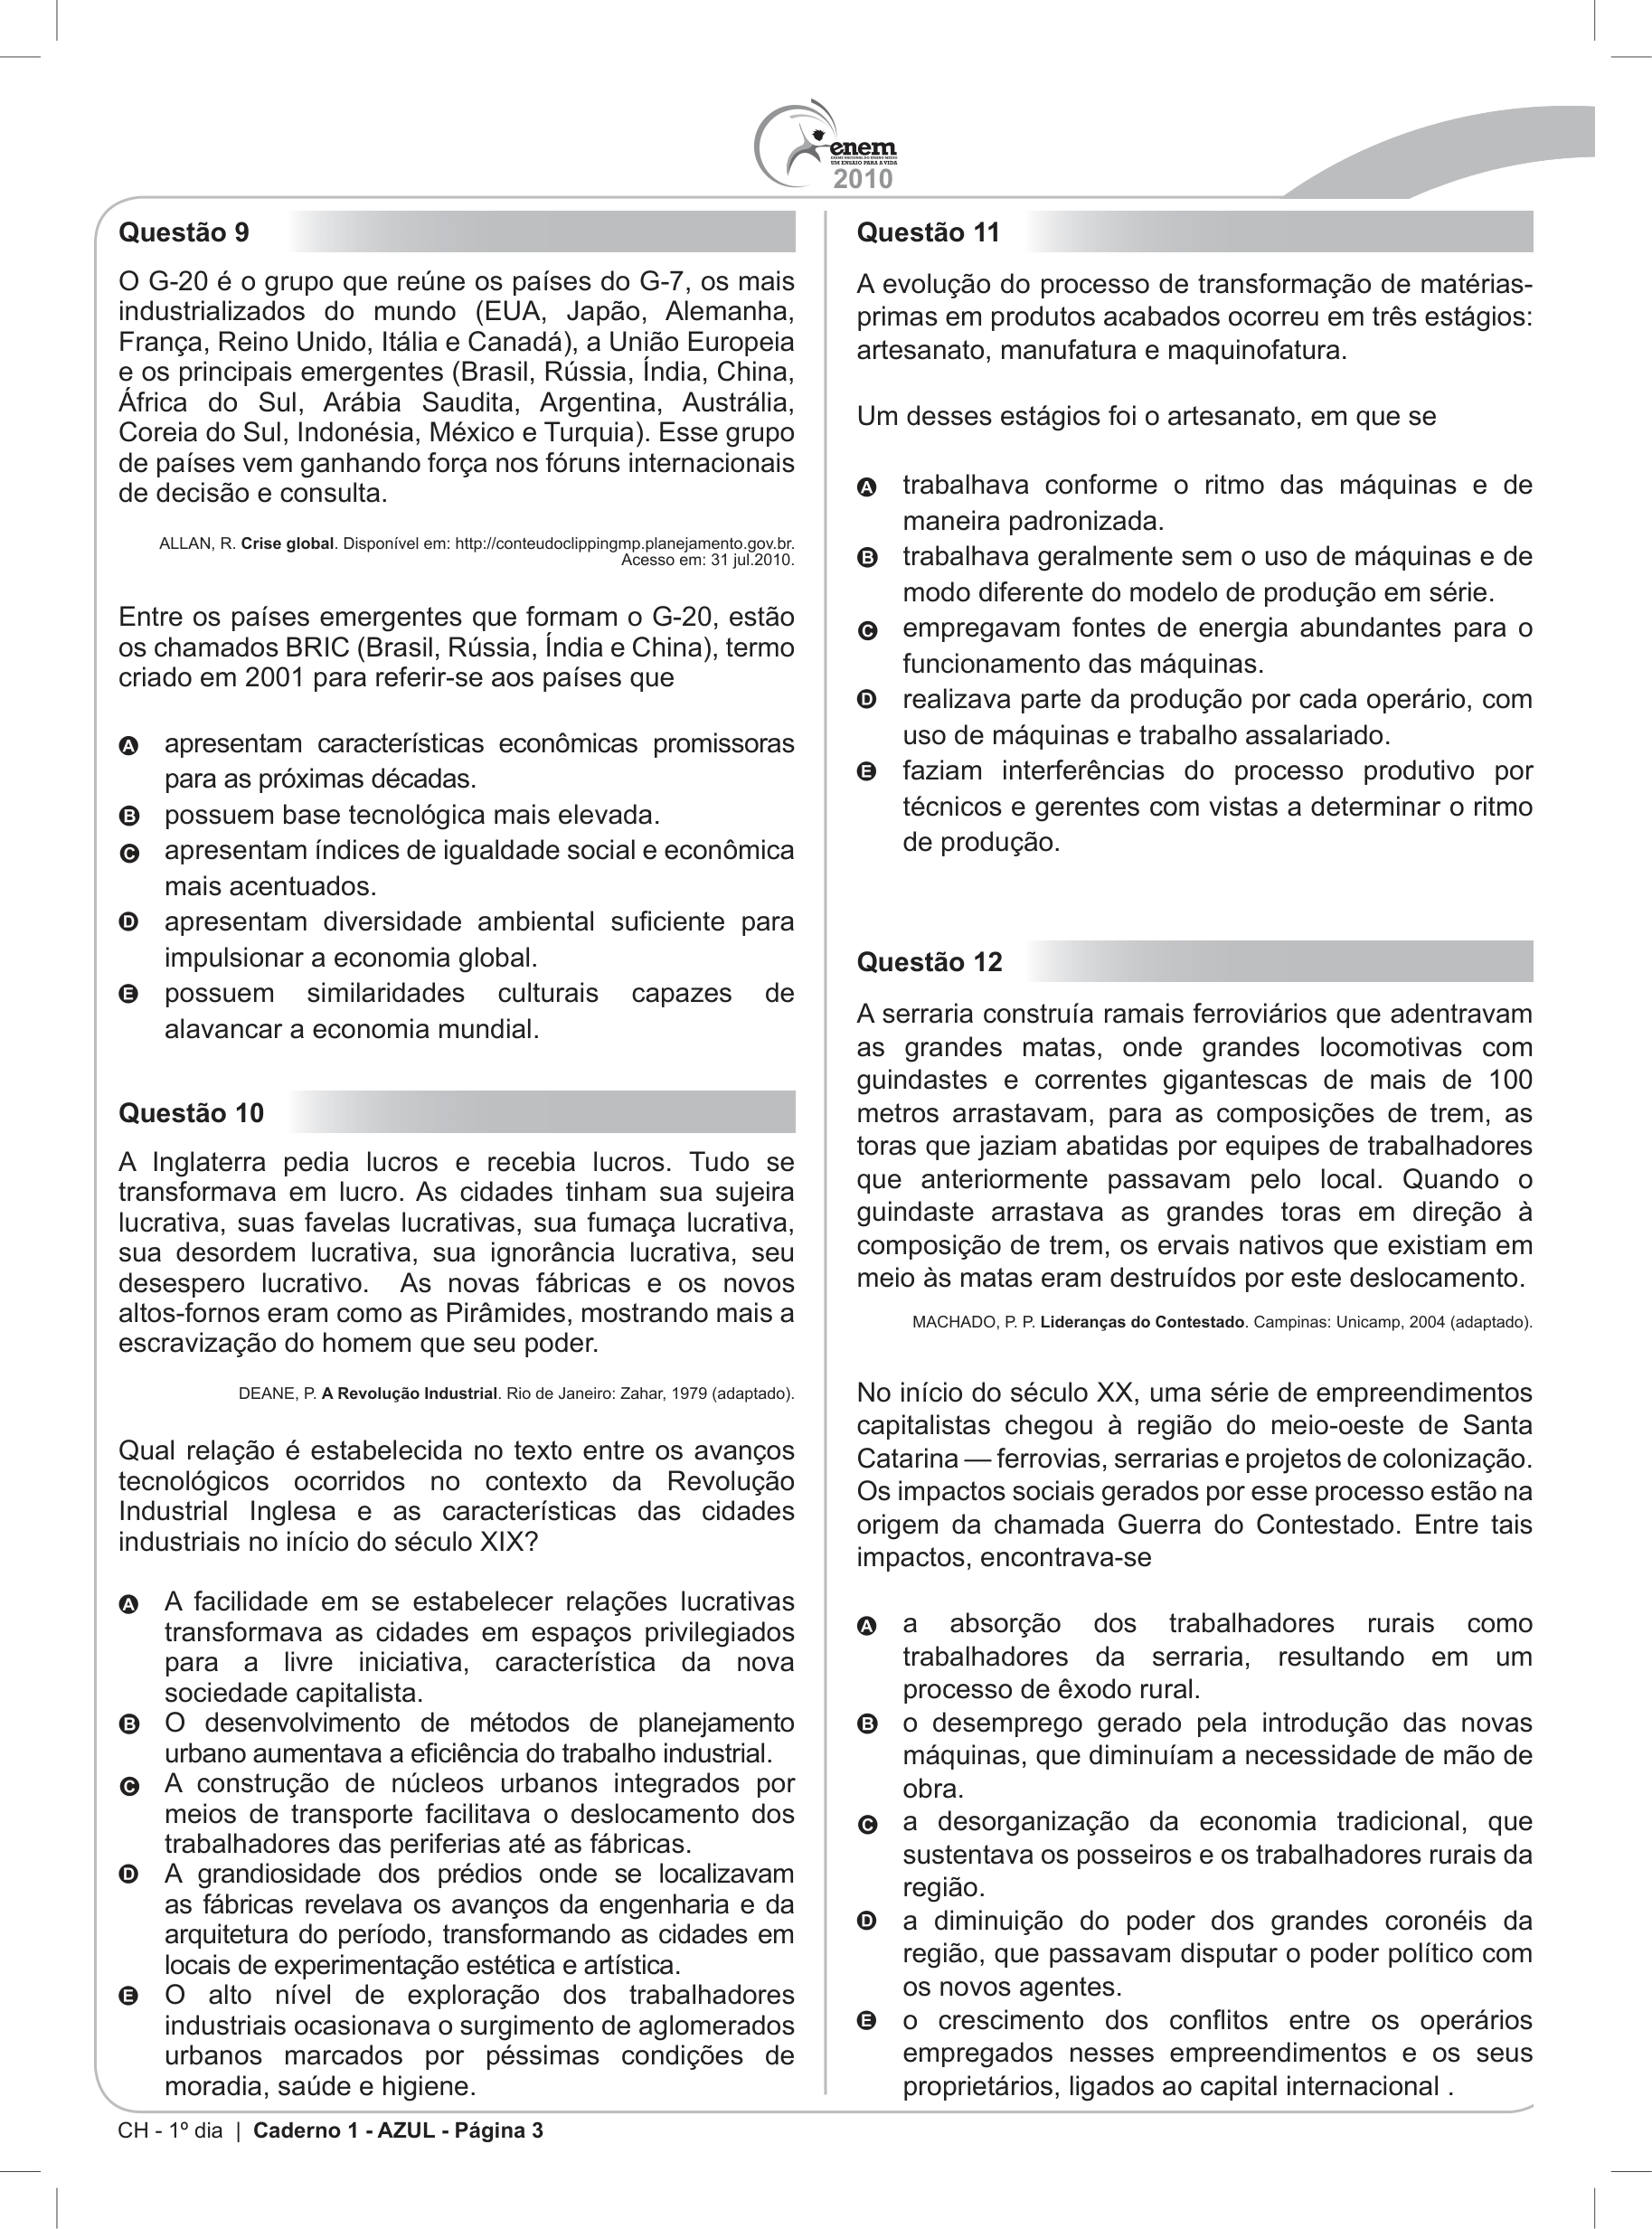 enem
EXAME NACIONAL DO ENSINO MÉDIO
UM ENSAIO PARA A VIDA
2010
Questão 9
O G-20 é o grupo que reúne os países do G-7, os mais
industrializados do mundo (EUA, Japão, Alemanha,
França, Reino Unido, Itália e Canadá), a União Europeia
e os principais emergentes (Brasil, Rússia, Índia, China,
África do Sul, Arábia Saudita, Argentina, Austrália,
Coreia do Sul, Indonésia, México e Turquia). Esse grupo
de países vem ganhando força nos fóruns internacionais
de decisão e consulta.
ALLAN, R. Crise global. Disponível em: http://conteudoclippingmp.planejamento.gov.br.
Acesso em: 31 jul.2010.
Entre os países emergentes que formam o G-20, estão
os chamados BRIC (Brasil, Rússia, Índia e China), termo
criado em 2001 para referir-se aos países que
A apresentam características econômicas promissoras
para as próximas décadas.
B possuem base tecnológica mais elevada.
C apresentam índices de igualdade social e econômica
mais acentuados.
D apresentam diversidade ambiental suficiente para
impulsionar a economia global.
E possuem similaridades culturais capazes de
alavancar a economia mundial.
Questão 10
A Inglaterra pedia lucros e recebia lucros. Tudo se
transformava em lucro. As cidades tinham sua sujeira
lucrativa, suas favelas lucrativas, sua fumaça lucrativa,
sua desordem lucrativa, sua ignorância lucrativa, seu
desespero lucrativo. As novas fábricas e os novos
altos-fornos eram como as Pirâmides, mostrando mais a
escravização do homem que seu poder.
DEANE, P. A Revolução Industrial. Rio de Janeiro: Zahar, 1979 (adaptado).
Qual relação é estabelecida no texto entre os avanços
tecnológicos ocorridos no contexto da Revolução
Industrial Inglesa e as características das cidades
industriais no início do século XIX?
A A facilidade em se estabelecer relações lucrativas
transformava as cidades em espaços privilegiados
para a livre iniciativa, característica da nova
sociedade capitalista.
B O desenvolvimento de métodos de planejamento
urbano aumentava a eficiência do trabalho industrial.
C A construção de núcleos urbanos integrados por
meios de transporte facilitava o deslocamento dos
trabalhadores das periferias até as fábricas.
D A grandiosidade dos prédios onde se localizavam
as fábricas revelava os avanços da engenharia e da
arquitetura do período, transformando as cidades em
locais de experimentação estética e artística.
E O alto nível de exploração dos trabalhadores
industriais ocasionava o surgimento de aglomerados
urbanos marcados por péssimas condições de
moradia, saúde e higiene.
Questão 11
A evolução do processo de transformação de matérias-
primas em produtos acabados ocorreu em três estágios:
artesanato, manufatura e maquinofatura.
Um desses estágios foi o artesanato, em que se
A trabalhava conforme o ritmo das máquinas e de
maneira padronizada.
B trabalhava geralmente sem o uso de máquinas e de
modo diferente do modelo de produção em série.
C empregavam fontes de energia abundantes para o
funcionamento das máquinas.
D realizava parte da produção por cada operário, com
uso de máquinas e trabalho assalariado.
E faziam interferências do processo produtivo por
técnicos e gerentes com vistas a determinar o ritmo
de produção.
Questão 12
A serraria construía ramais ferroviários que adentravam
as grandes matas, onde grandes locomotivas com
guindastes e correntes gigantescas de mais de 100
metros arrastavam, para as composições de trem, as
toras que jaziam abatidas por equipes de trabalhadores
que anteriormente passavam pelo local. Quando o
guindaste arrastava as grandes toras em direção à
composição de trem, os ervais nativos que existiam em
meio às matas eram destruídos por este deslocamento.
MACHADO, P. P. Lideranças do Contestado. Campinas: Unicamp, 2004 (adaptado).
No início do século XX, uma série de empreendimentos
capitalistas chegou à região do meio-oeste de Santa
Catarina — ferrovias, serrarias e projetos de colonização.
Os impactos sociais gerados por esse processo estão na
origem da chamada Guerra do Contestado. Entre tais
impactos, encontrava-se
A a absorção dos trabalhadores rurais como
trabalhadores da serraria, resultando em um
processo de êxodo rural.
B o desemprego gerado pela introdução das novas
máquinas, que diminuíam a necessidade de mão de
obra.
C a desorganização da economia tradicional, que
sustentava os posseiros e os trabalhadores rurais da
região.
D a diminuição do poder dos grandes coronéis da
região, que passavam disputar o poder político com
os novos agentes.
E o crescimento dos conflitos entre os operários
empregados nesses empreendimentos e os seus
proprietários, ligados ao capital internacional .
CH - 1º dia | Caderno 1 - AZUL - Página 3